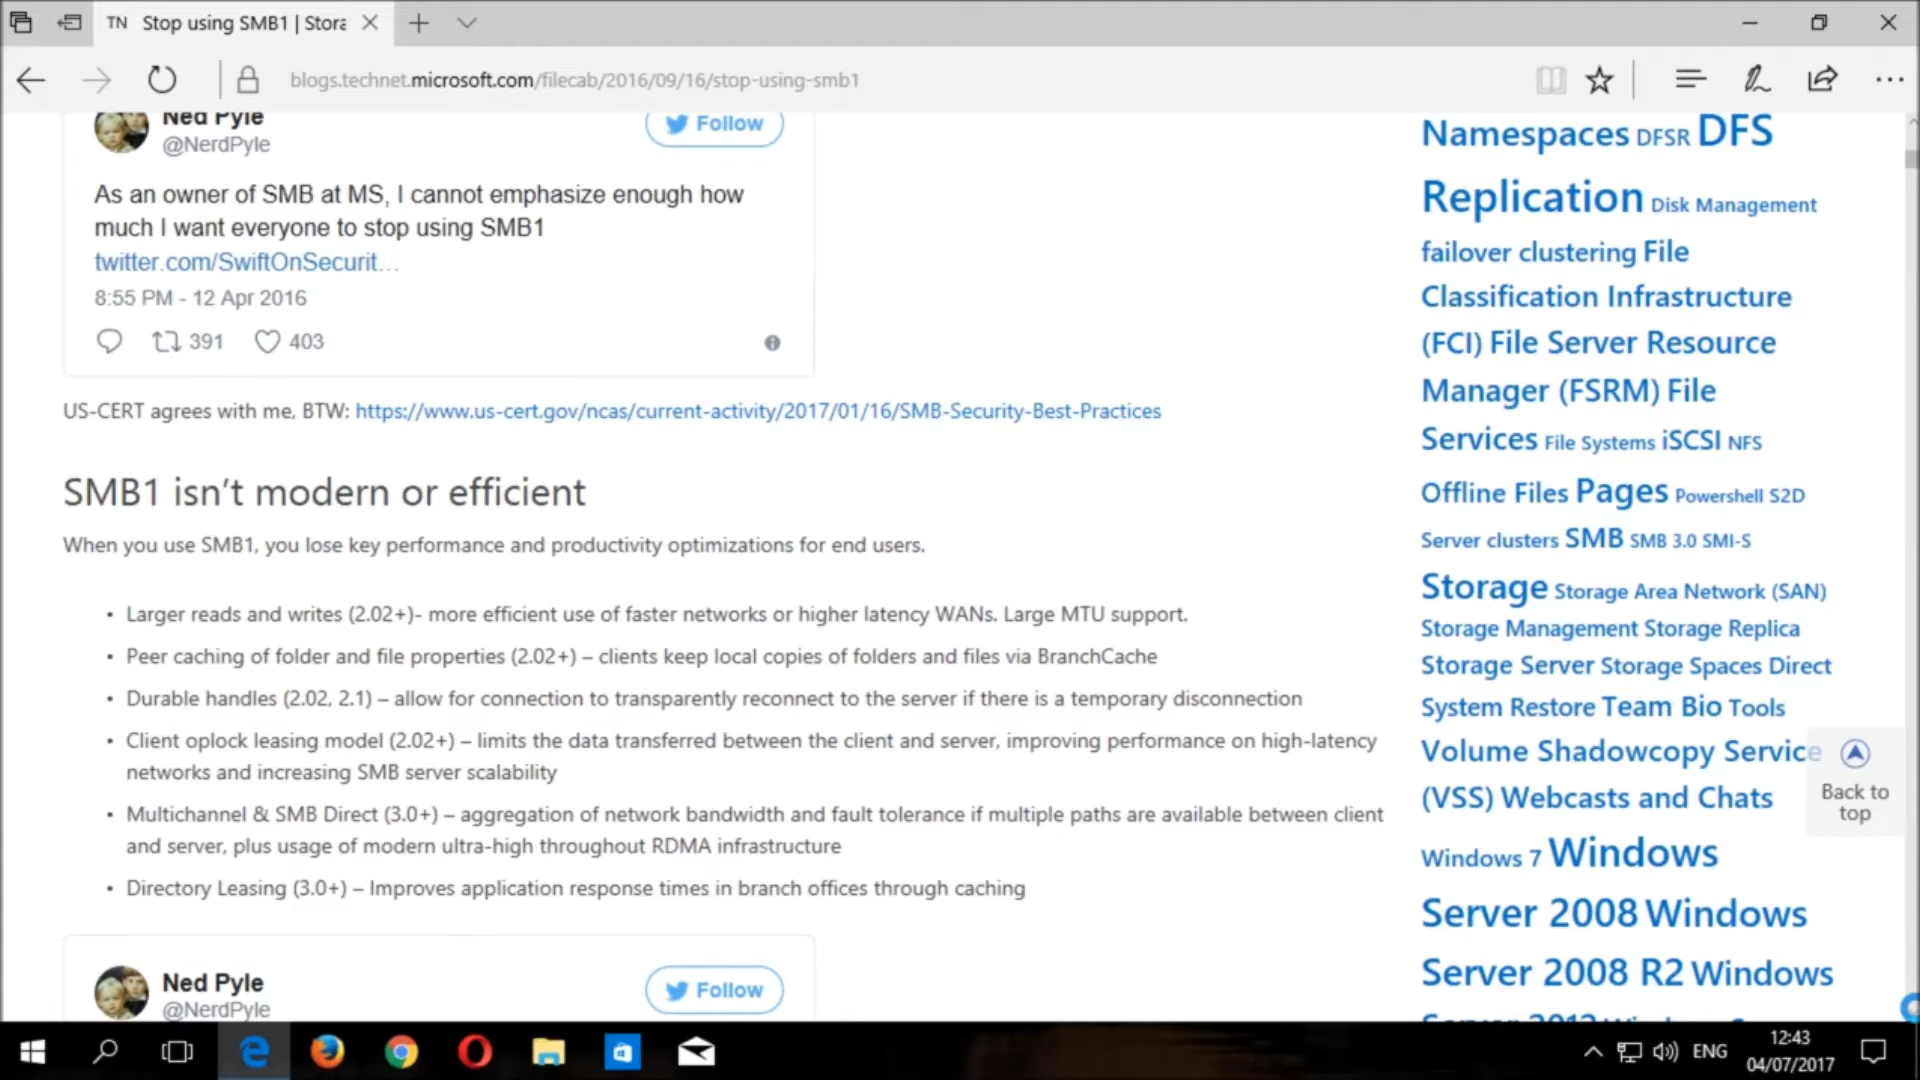 TN Stop using SMB1 | Stora
blogs.technet.microsoft.com/filecab/2016/09/16/stop-using-smb1
Ned Pyle
@NerdPyle
Follow
As an owner of SMB at MS, I cannot emphasize enough how
much I want everyone to stop using SMB1
twitter.com/SwiftOnSecurit…
8:55 PM - 12 Apr 2016
391 403
US-CERT agrees with me, BTW: https://www.us-cert.gov/ncas/current-activity/2017/01/16/SMB-Security-Best-Practices
SMB1 isn’t modern or efficient
When you use SMB1, you lose key performance and productivity optimizations for end users.
• Larger reads and writes (2.02+)- more efficient use of faster networks or higher latency WANs. Large MTU support.
• Peer caching of folder and file properties (2.02+) – clients keep local copies of folders and files via BranchCache
• Durable handles (2.02, 2.1) – allow for connection to transparently reconnect to the server if there is a temporary disconnection
• Client oplock leasing model (2.02+) – limits the data transferred between the client and server, improving performance on high-latency
networks and increasing SMB server scalability
• Multichannel & SMB Direct (3.0+) – aggregation of network bandwidth and fault tolerance if multiple paths are available between client
and server, plus usage of modern ultra-high throughout RDMA infrastructure
• Directory Leasing (3.0+) – Improves application response times in branch offices through caching
Ned Pyle
@NerdPyle
Follow
Namespaces DFSR DFS
Replication Disk Management
failover clustering File
Classification Infrastructure
(FCI) File Server Resource
Manager (FSRM) File
Services File Systems iSCSI NFS
Offline Files Pages Powershell S2D
Server clusters SMB SMB 3.0 SMI-S
Storage Storage Area Network (SAN)
Storage Management Storage Replica
Storage Server Storage Spaces Direct
System Restore Team Bio Tools
Volume Shadowcopy Service
(VSS) Webcasts and Chats
Windows 7 Windows
Server 2008 Windows
Server 2008 R2 Windows
Server 2012
Back to
top
ENG
12:43
04/07/2017